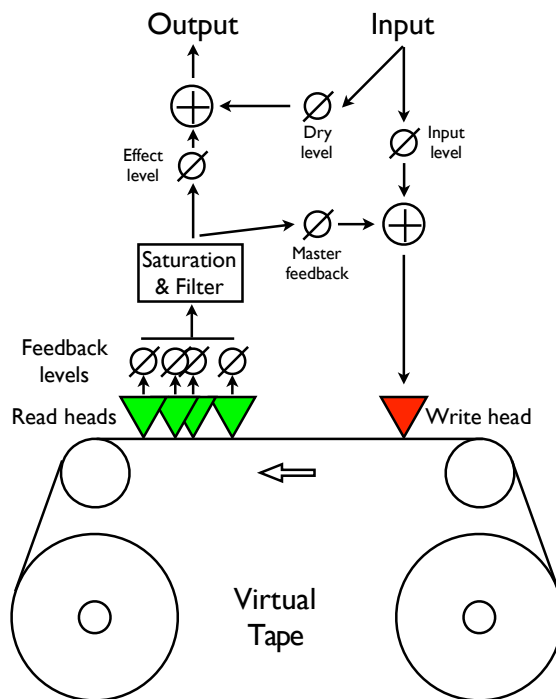 Output
Input
Dry
level
Input
level
Effect
level
Master
feedback
Saturation
& Filter
Feedback
levels
Read heads
Write head
Virtual
Tape